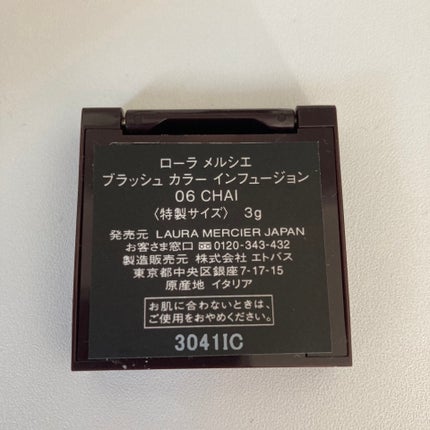 ローラ メルシエ
ブラッシュ カラー インフュージョン
06 CHAI
〈特製サイズ〉 3g
発売元 LAURA MERCIER JAPAN
お客さま窓口 0120-343-432
製造販売元 株式会社 エトバス
東京都中央区銀座7-17-15
原産地 イタリア
お肌に合わないときは、
ご使用をおやめください。
3041IC